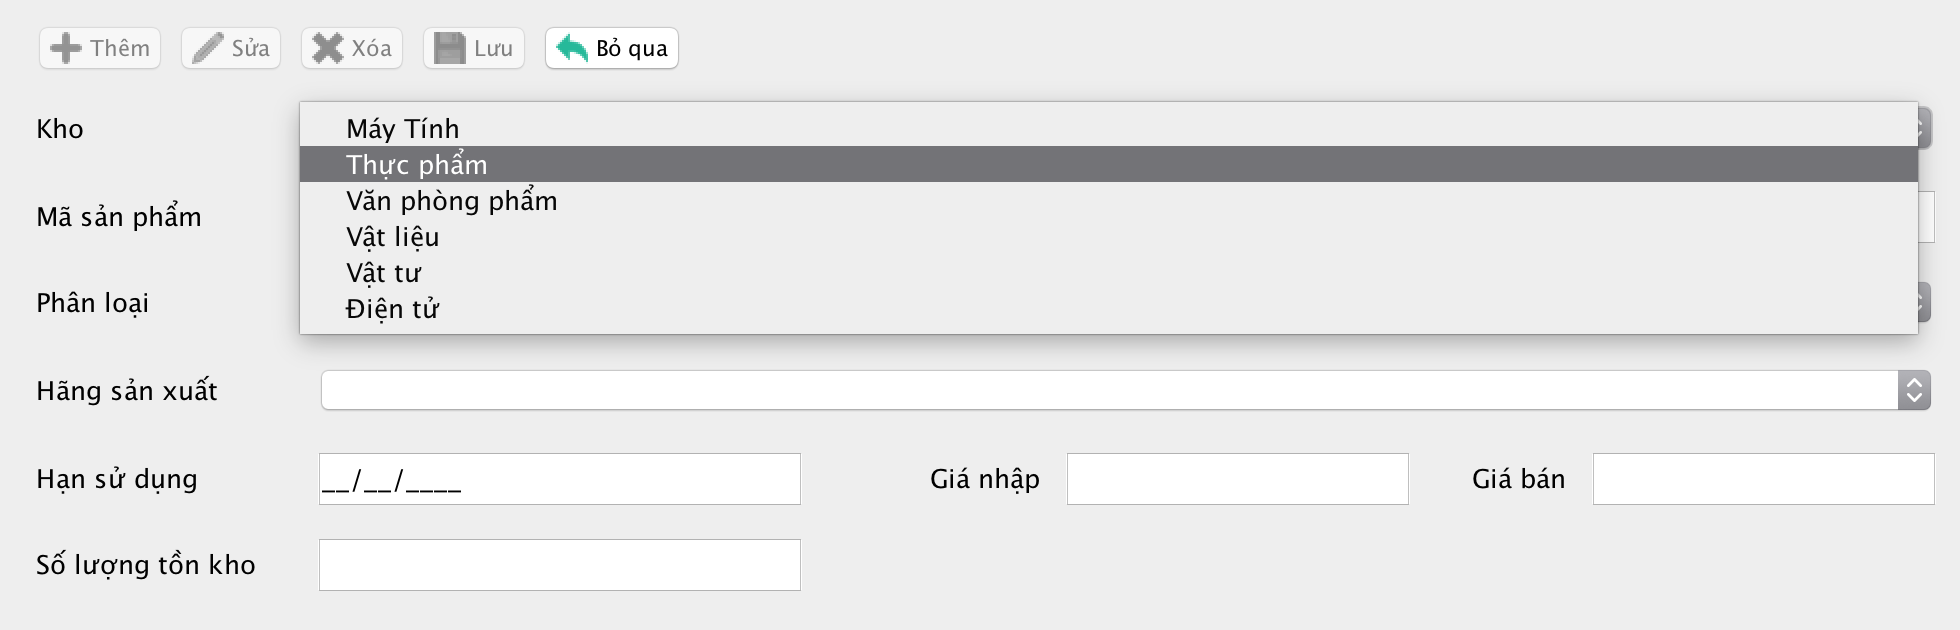 Thêm Sửa Xóa Lưu Bỏ qua
Kho
Máy Tính
Thực phẩm
Văn phòng phẩm
Vật liệu
Vật tư
Điện tử
Mã sản phẩm
Phân loại
Hãng sản xuất
Hạn sử dụng __/__/____ Giá nhập Giá bán
Số lượng tồn kho